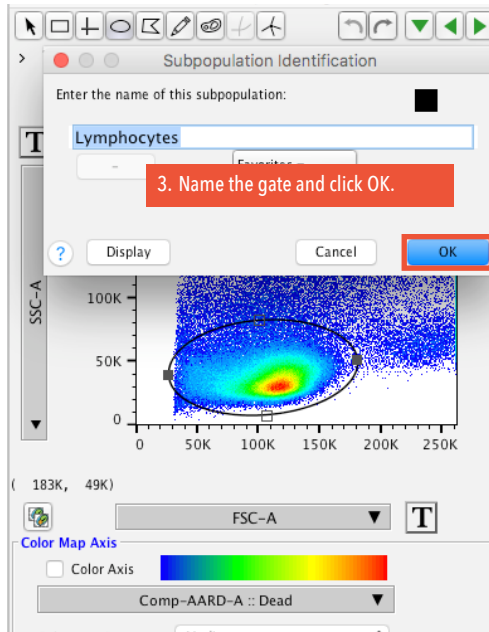 Subpopulation Identification
Enter the name of this subpopulation:
Lymphocytes
T
Favorites
3. Name the gate and click OK.
? Display Cancel OK
SSC-A
100K
50K
0
0 50K 100K 150K 200K 250K
( 183K, 49K)
FSC-A T
Color Map Axis
Color Axis
Comp-AARD-A :: Dead